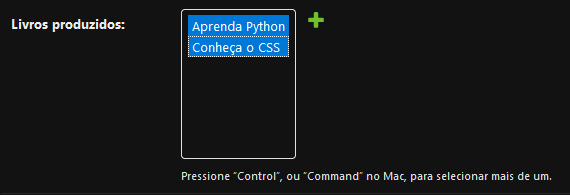 Livros produzidos:
Aprenda Python
Conheça o CSS
Pressione "Control", ou "Command" no Mac, para selecionar mais de um.